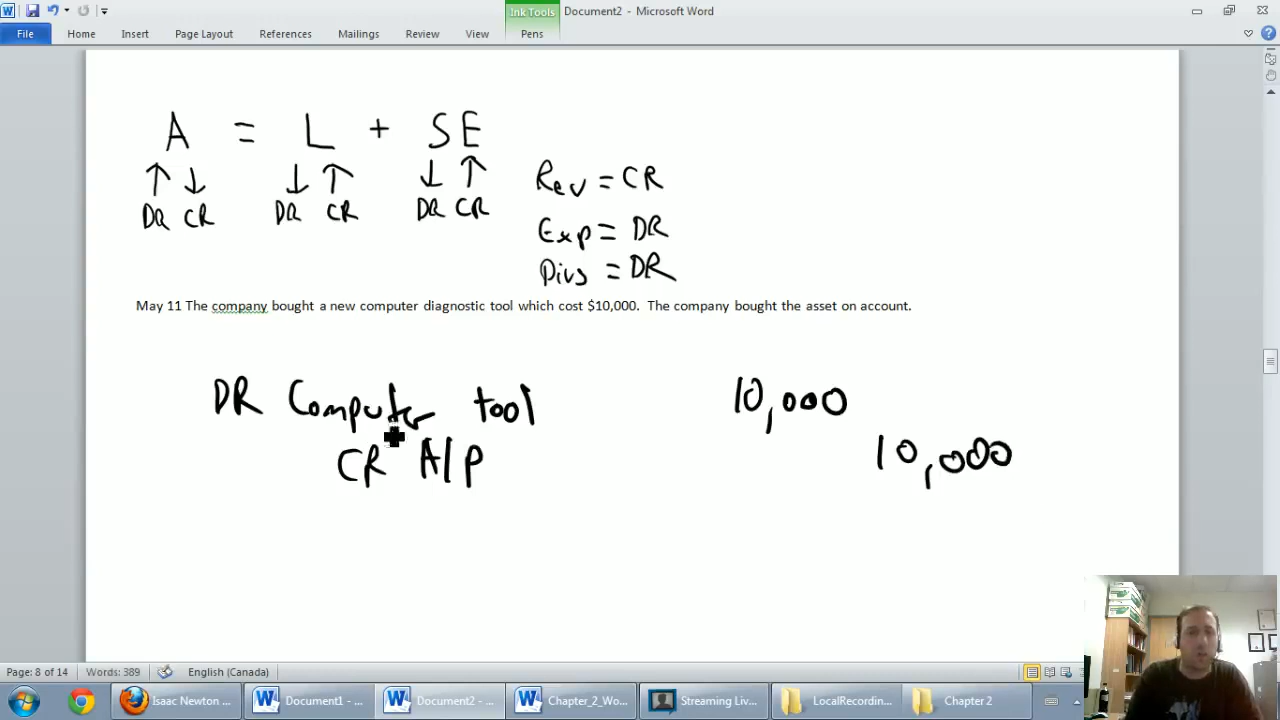 Ink Tools
Document2 - Microsoft Word
File Home Insert Page Layout References Mailings Review View Pens
A = L + SE
DR CR DR CR DR CR
Rev = CR
Exp = DR
Divs = DR
May 11 The company bought a new computer diagnostic tool which cost $10,000. The company bought the asset on account.
DR Computer tool 10,000
CR A/P 10,000
Page: 8 of 14 Words: 389 English (Canada)
Isaac Newton ... Document1 - ... Document2 - ... Chapter_2_Wo... Streaming Liv... LocalRecordin... Chapter 2